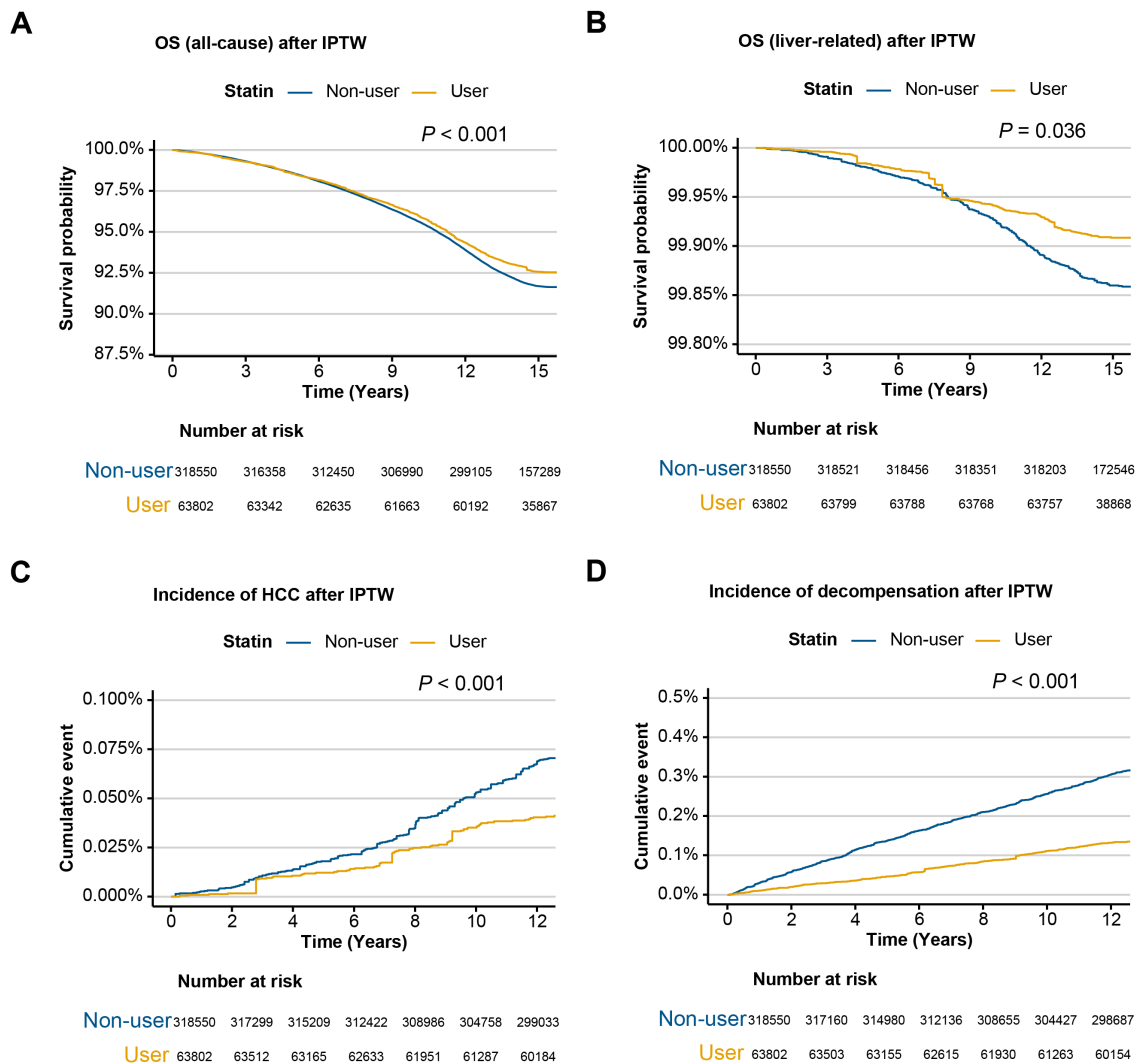 A
OS (all-cause) after IPTW
Statin Non-user User
P < 0.001
100.0%
97.5%
95.0%
92.5%
90.0%
87.5%
Survival probability
0 3 6 9 12 15
Time (Years)
Number at risk
Non-user 318550 316358 312450 306990 299105 157289
User 63802 63342 62635 61663 60192 35867
B
OS (liver-related) after IPTW
Statin Non-user User
P = 0.036
100.00%
99.95%
99.90%
99.85%
99.80%
Survival probability
0 3 6 9 12 15
Time (Years)
Number at risk
Non-user 318550 318521 318456 318351 318203 172546
User 63802 63799 63788 63768 63757 38868
C
Incidence of HCC after IPTW
Statin Non-user User
P < 0.001
0.100%
0.075%
0.050%
0.025%
0.000%
Cumulative event
0 2 4 6 8 10 12
Time (Years)
Number at risk
Non-user 318550 317299 315209 312422 308986 304758 299033
User 63802 63512 63165 62633 61951 61287 60184
D
Incidence of decompensation after IPTW
Statin Non-user User
P < 0.001
0.5%
0.4%
0.3%
0.2%
0.1%
0.0%
Cumulative event
0 2 4 6 8 10 12
Time (Years)
Number at risk
Non-user 318550 317160 314980 312136 308655 304427 298687
User 63802 63503 63155 62615 61930 61263 60154